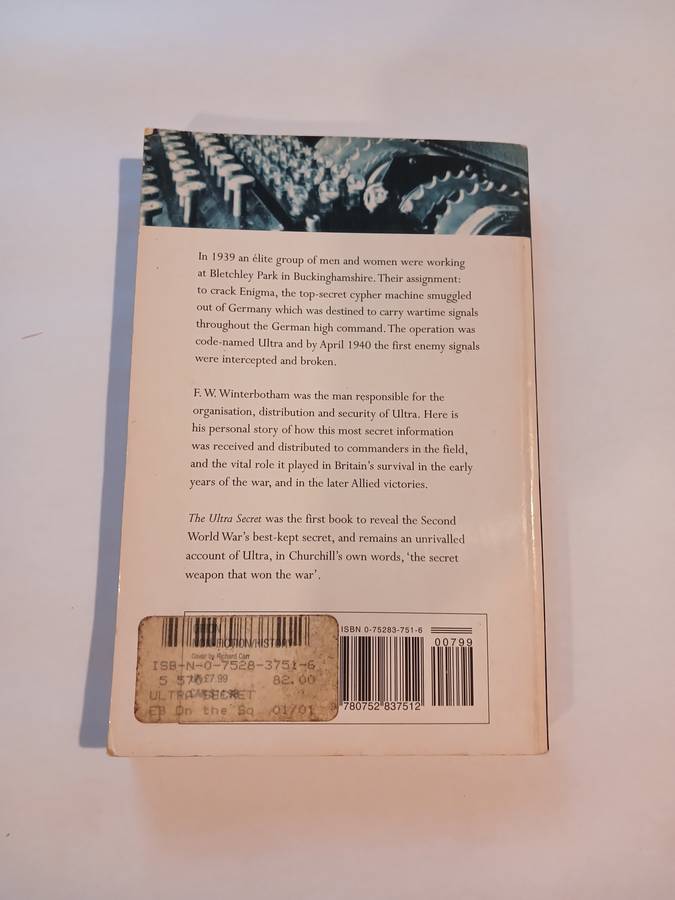 In 1939 an élite group of men and women were working
at Bletchley Park in Buckinghamshire. Their assignment:
to crack Enigma, the top-secret cypher machine smuggled
out of Germany which was destined to carry wartime signals
throughout the German high command. The operation was
code-named Ultra and by April 1940 the first enemy signals
were intercepted and broken.
F. W. Winterbotham was the man responsible for the
organisation, distribution and security of Ultra. Here is
his personal story of how this most secret information
was received and distributed to commanders in the field,
and the vital role it played in Britain's survival in the early
years of the war, and in the later Allied victories.
The Ultra Secret was the first book to reveal the Second
World War's best-kept secret, and remains an unrivalled
account of Ultra, in Churchill's own words, 'the secret
weapon that won the war'.
NON-FICTION/HISTORY
Cover by Richard Carr
ISB-N-0-7528-3751-6
£7.99
82.00
ULTRA SECRET
On the Sq 01/01
ISBN 0-75283-751-6
00799
780752 837512